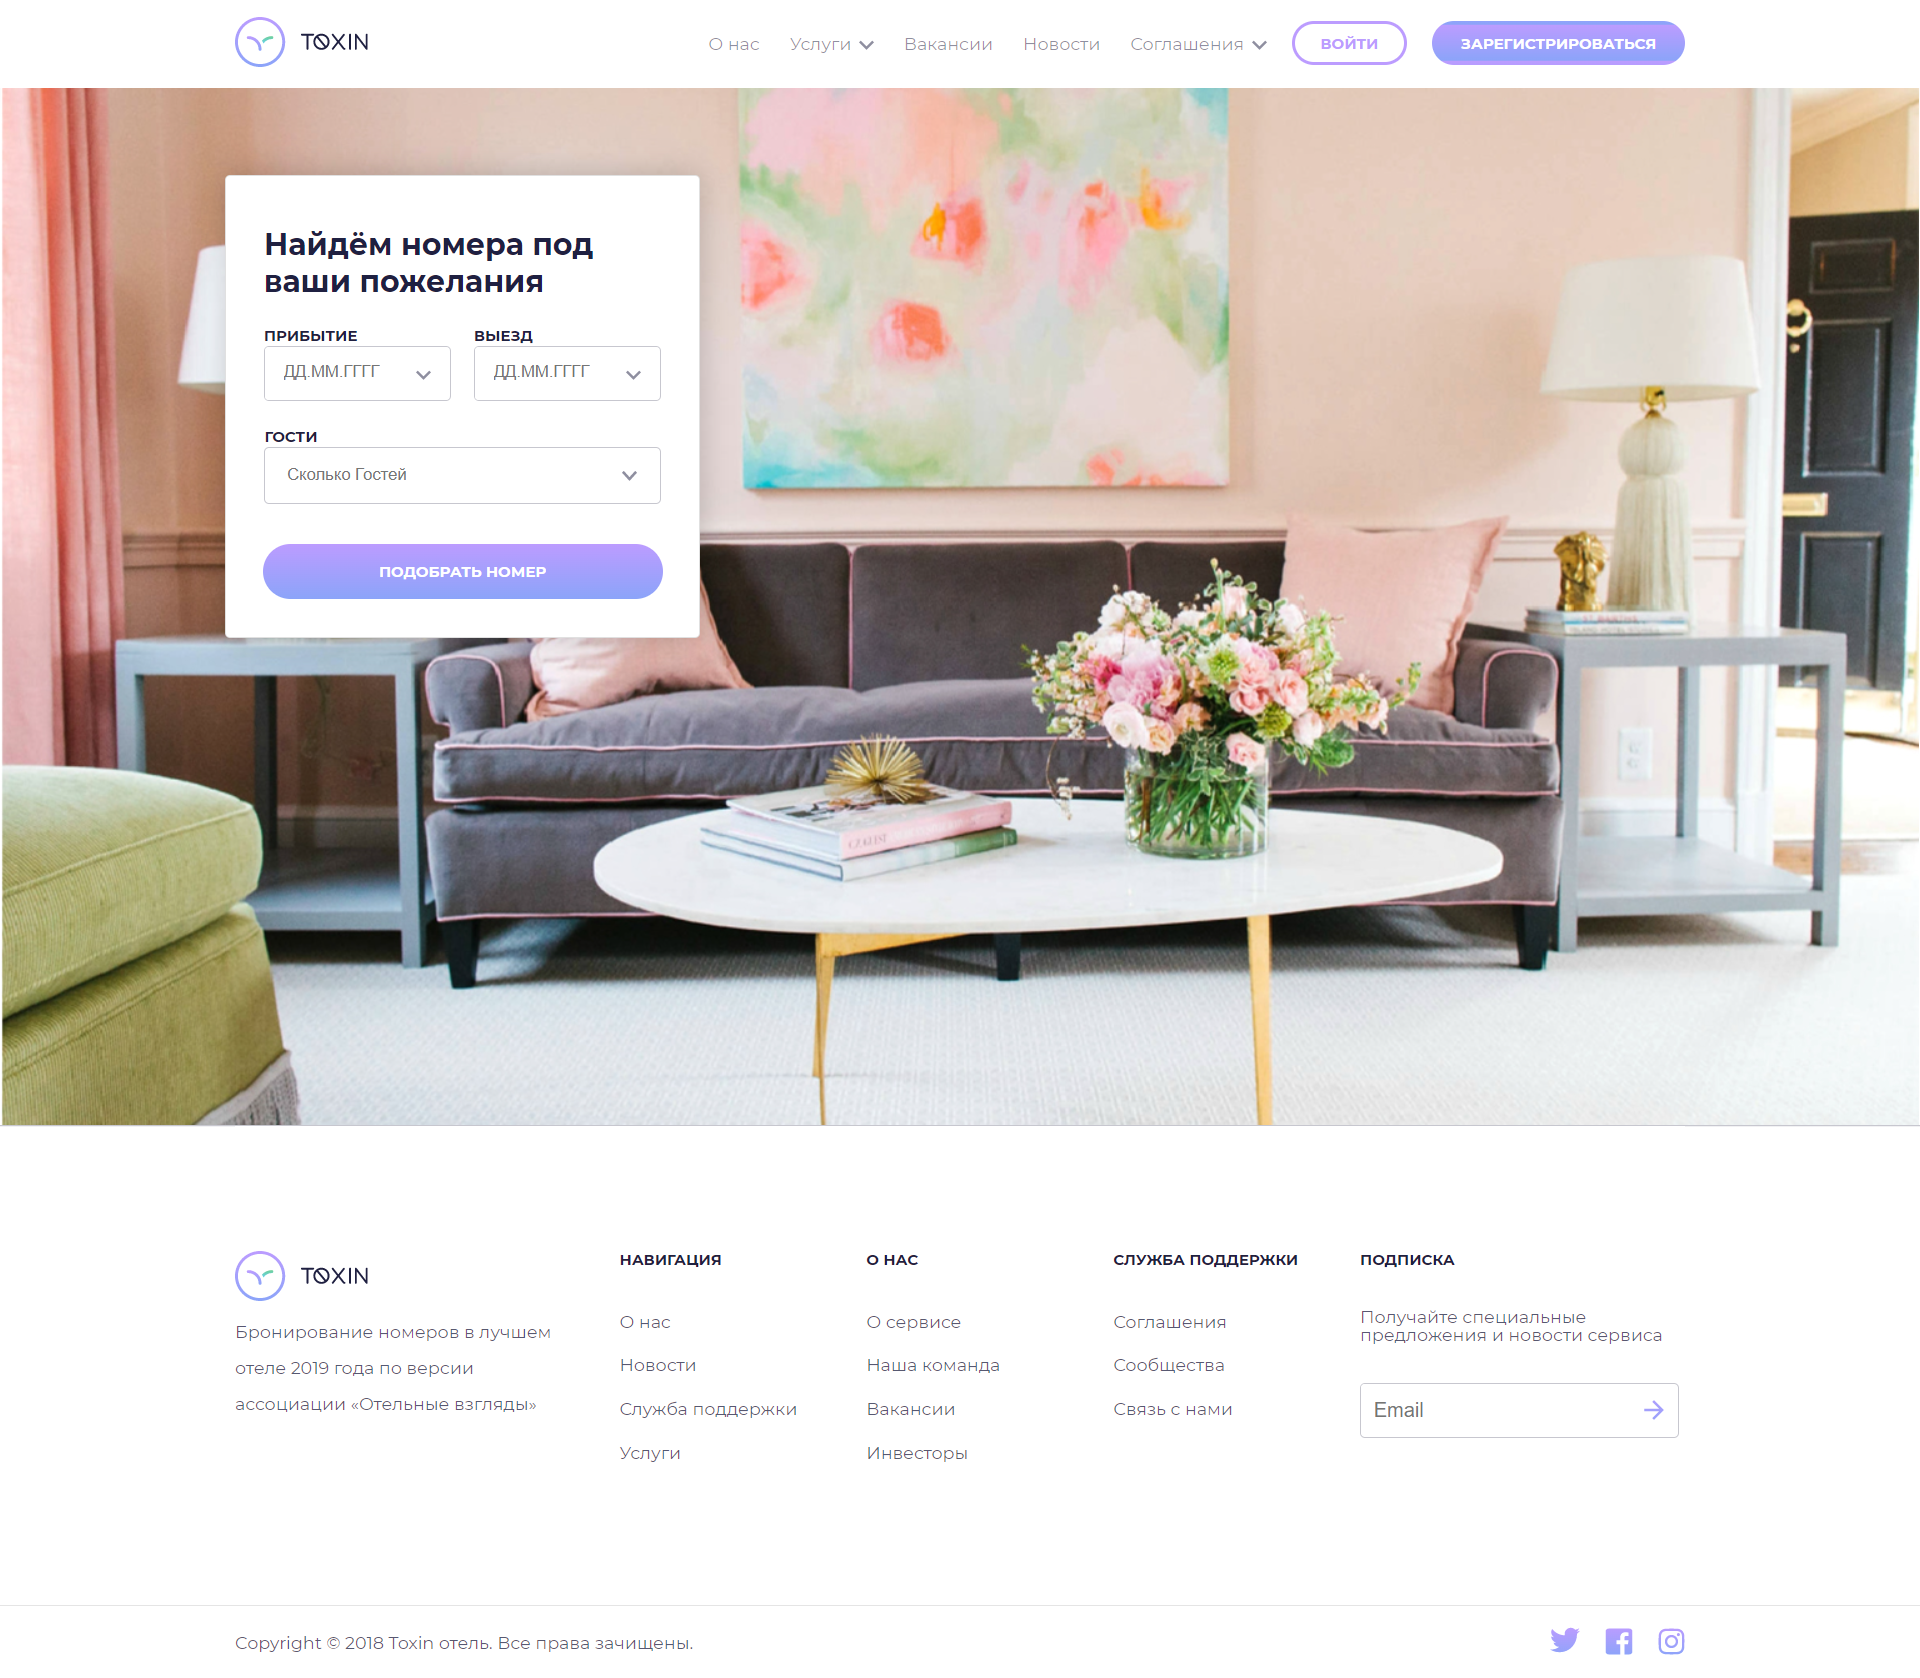 TOXIN
О нас
Услуги
Вакансии
Новости
Соглашения
ВОЙТИ
ЗАРЕГИСТРИРОВАТЬСЯ
Найдём номера под
ваши пожелания
ПРИБЫТИЕ
ВЫЕЗД
ДД.ММ.ГГГГ
ДД.ММ.ГГГГ
ГОСТИ
Сколько Гостей
ПОДОБРАТЬ НОМЕР
TOXIN
Бронирование номеров в лучшем
отеле 2019 года по версии
ассоциации «Отельные взгляды»
НАВИГАЦИЯ
О нас
Новости
Служба поддержки
Услуги
О НАС
О сервисе
Наша команда
Вакансии
Инвесторы
СЛУЖБА ПОДДЕРЖКИ
Соглашения
Сообщества
Связь с нами
ПОДПИСКА
Получайте специальные
предложения и новости сервиса
Email
Copyright © 2018 Toxin отель. Все права зачищены.